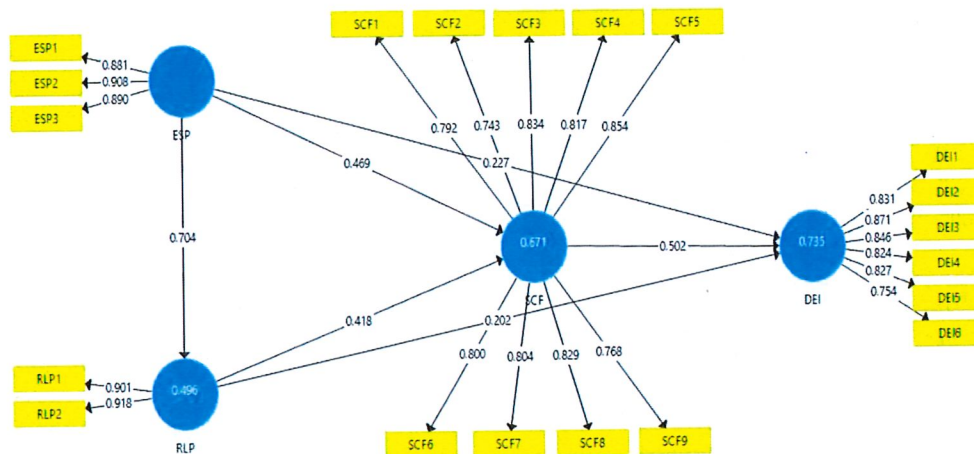 SCF1
SCF2
SCF3
SCF4
SCF5
ESP1
ESP2
ESP3
0.881
0.908
0.890
ESP
0.792
0.743
0.834
0.817
0.854
0.469
0.227
0.704
0.671
SCF
0.502
0.735
DEI
0.831
0.871
0.846
0.824
0.827
0.754
DEI1
DEI2
DEI3
DEI4
DEI5
DEI6
0.418
0.202
0.800
0.804
0.829
0.768
RLP1
RLP2
0.901
0.918
0.496
RLP
SCF6
SCF7
SCF8
SCF9